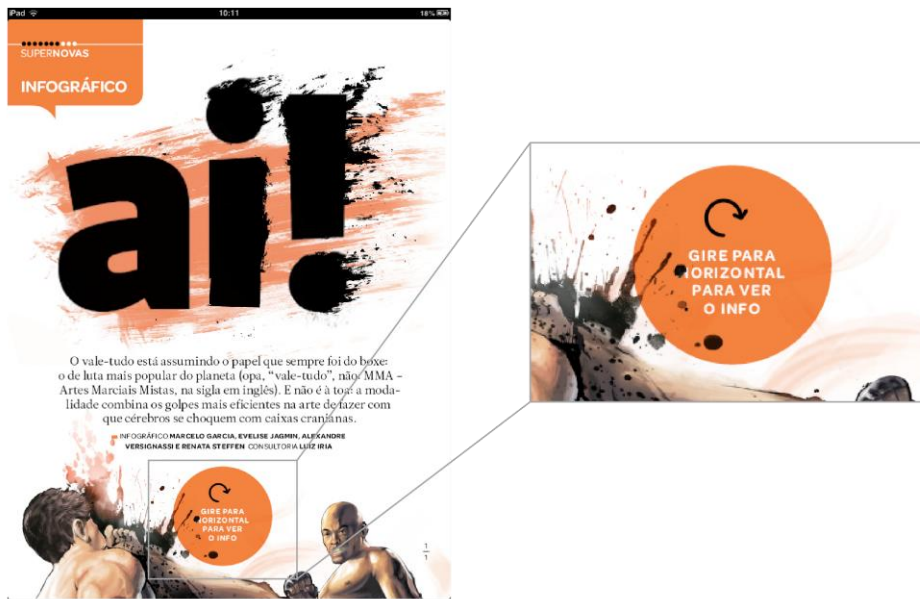 iPad
10:11
18%
SUPERNOVAS
INFOGRÁFICO
ai!
O vale-tudo está assumindo o papel que sempre foi do boxe:
o de luta mais popular do planeta (opa, “vale-tudo”, não: MMA –
Artes Marciais Mistas, na sigla em inglês). E não é à toa: a moda-
lidade combina os golpes mais eficientes na arte de fazer com
que cérebros se choquem com caixas cranianas.
INFOGRÁFICO MARCELO GARCIA, EVELISE JAGMIN, ALEXANDRE
VERSIGNASSI E RENATA STEFFEN CONSULTORIA LUIZ IRIA
GIRE PARA
HORIZONTAL
PARA VER
O INFO
1
1
GIRE PARA
HORIZONTAL
PARA VER
O INFO